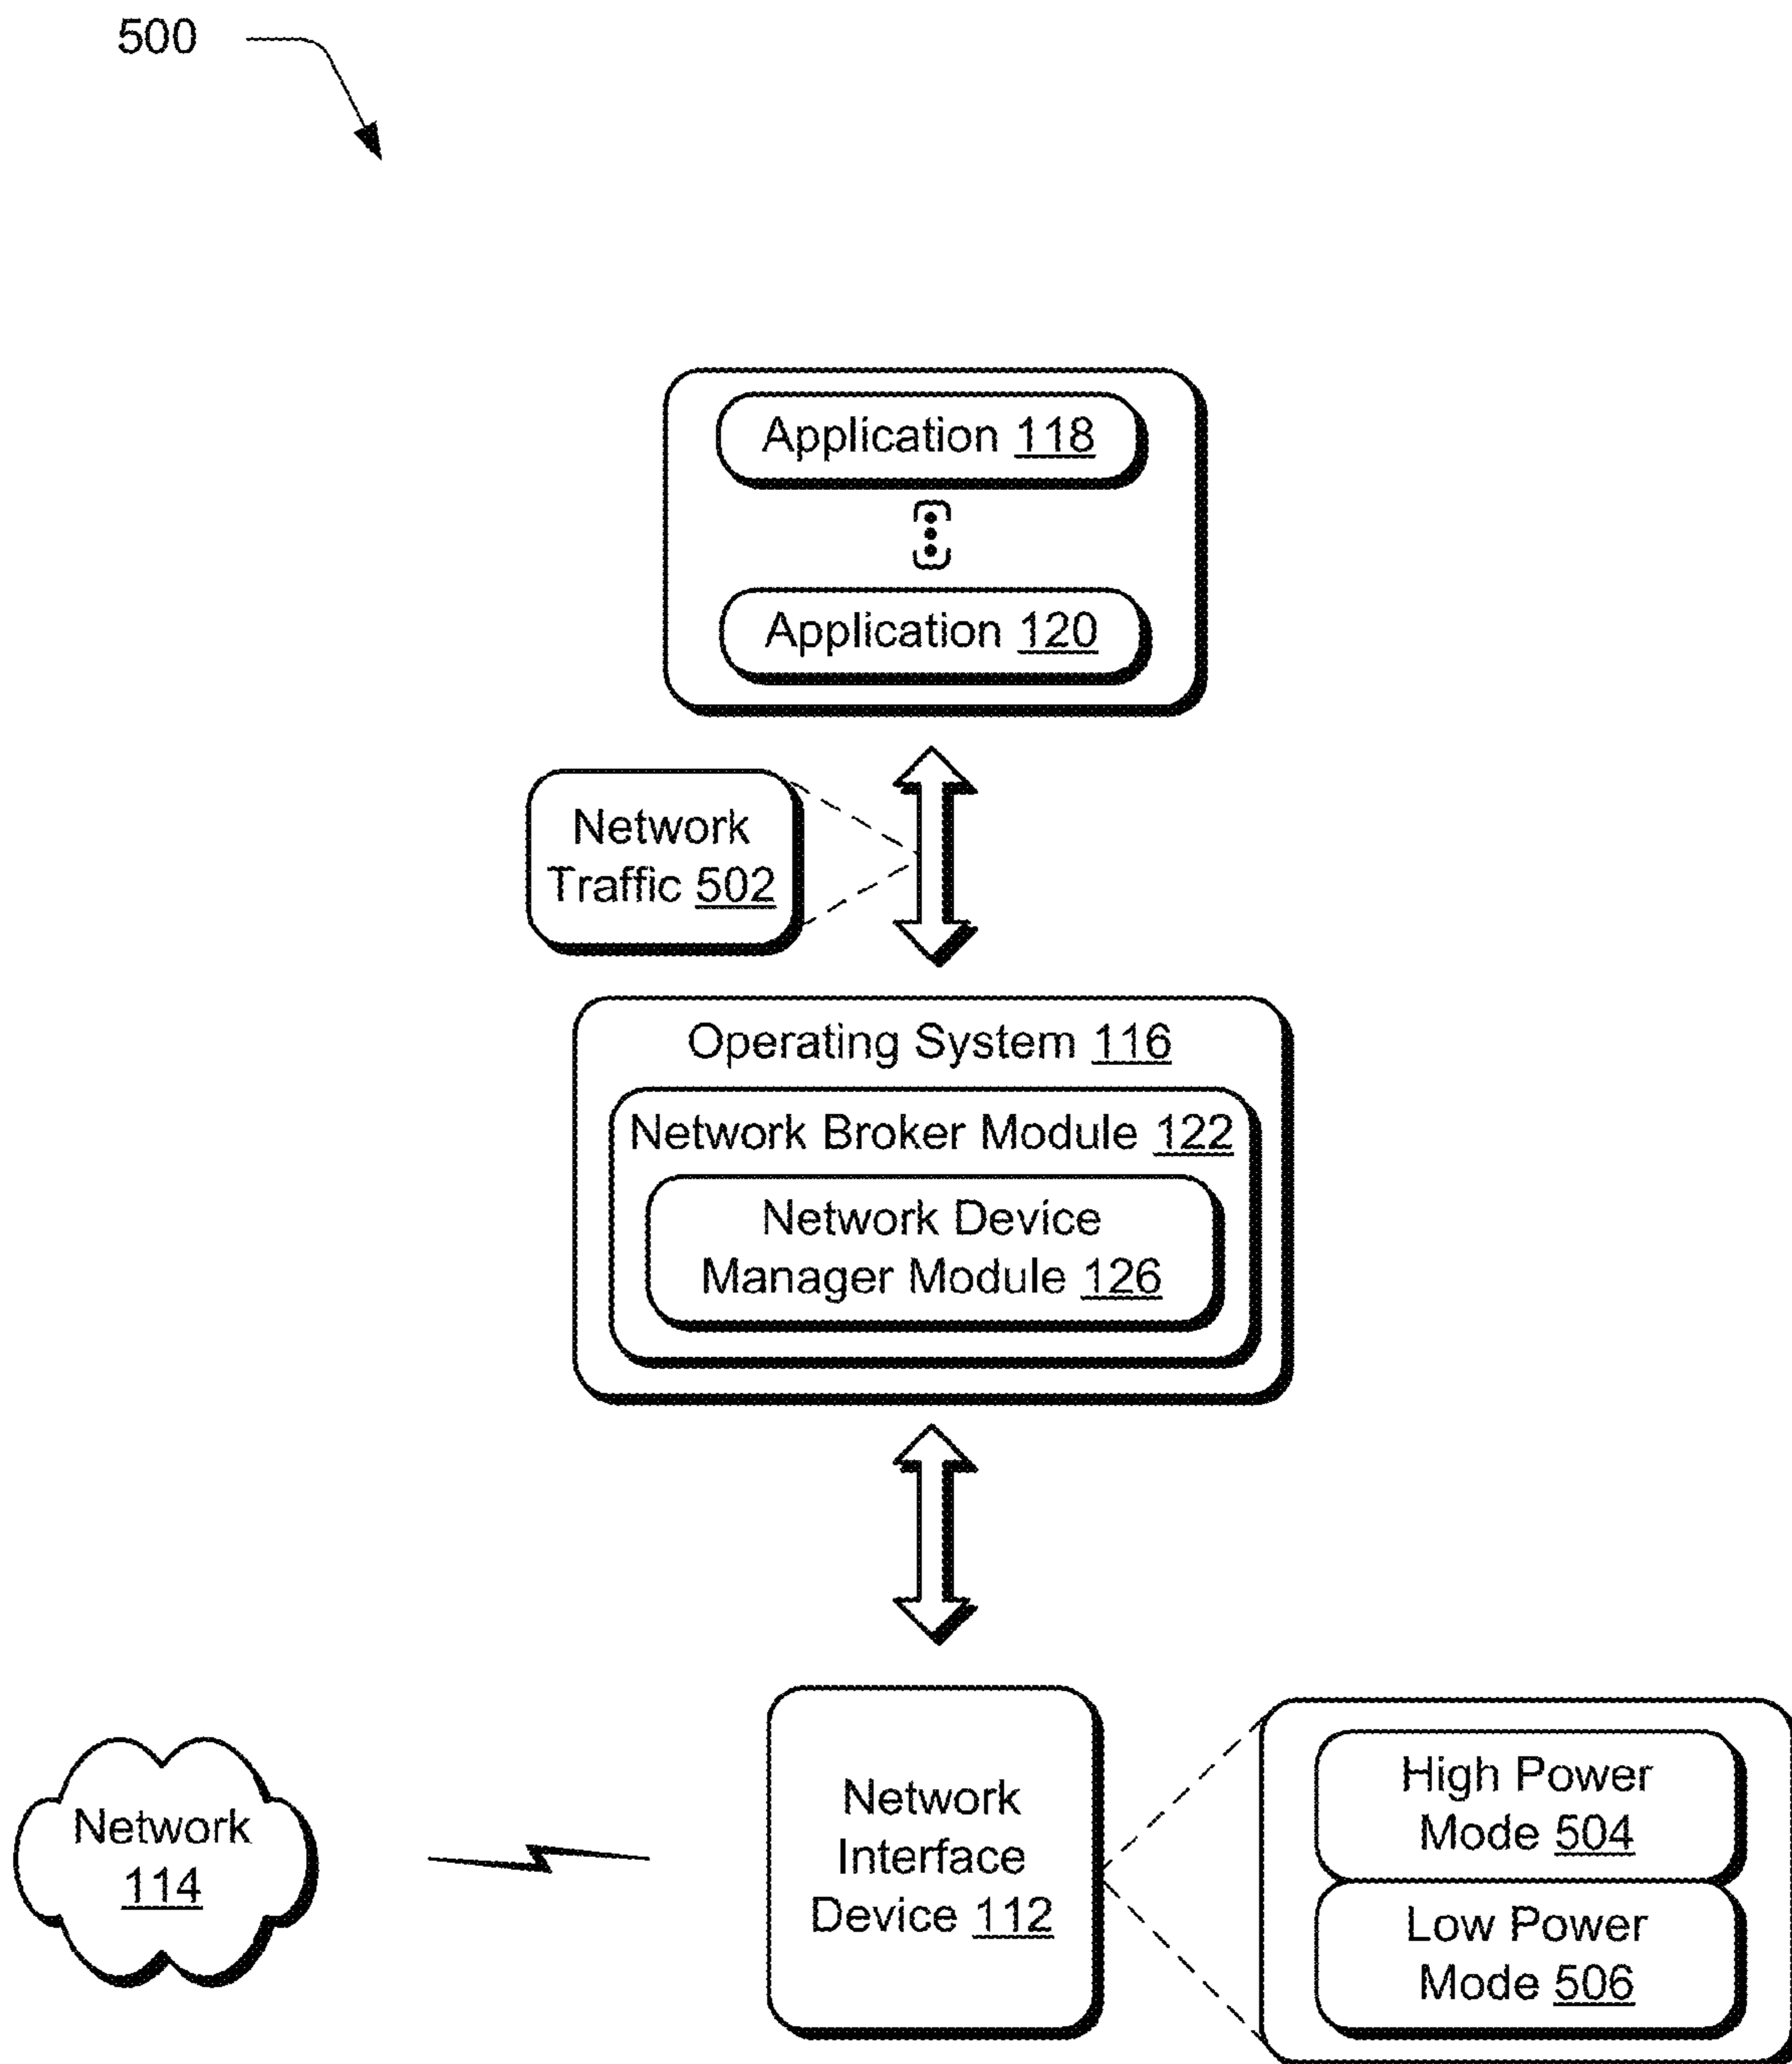 500
Application 118
Application 120
Network
Traffic 502
Operating System 116
Network Broker Module 122
Network Device
Manager Module 126
Network
114
Network
Interface
Device 112
High Power
Mode 504
Low Power
Mode 506